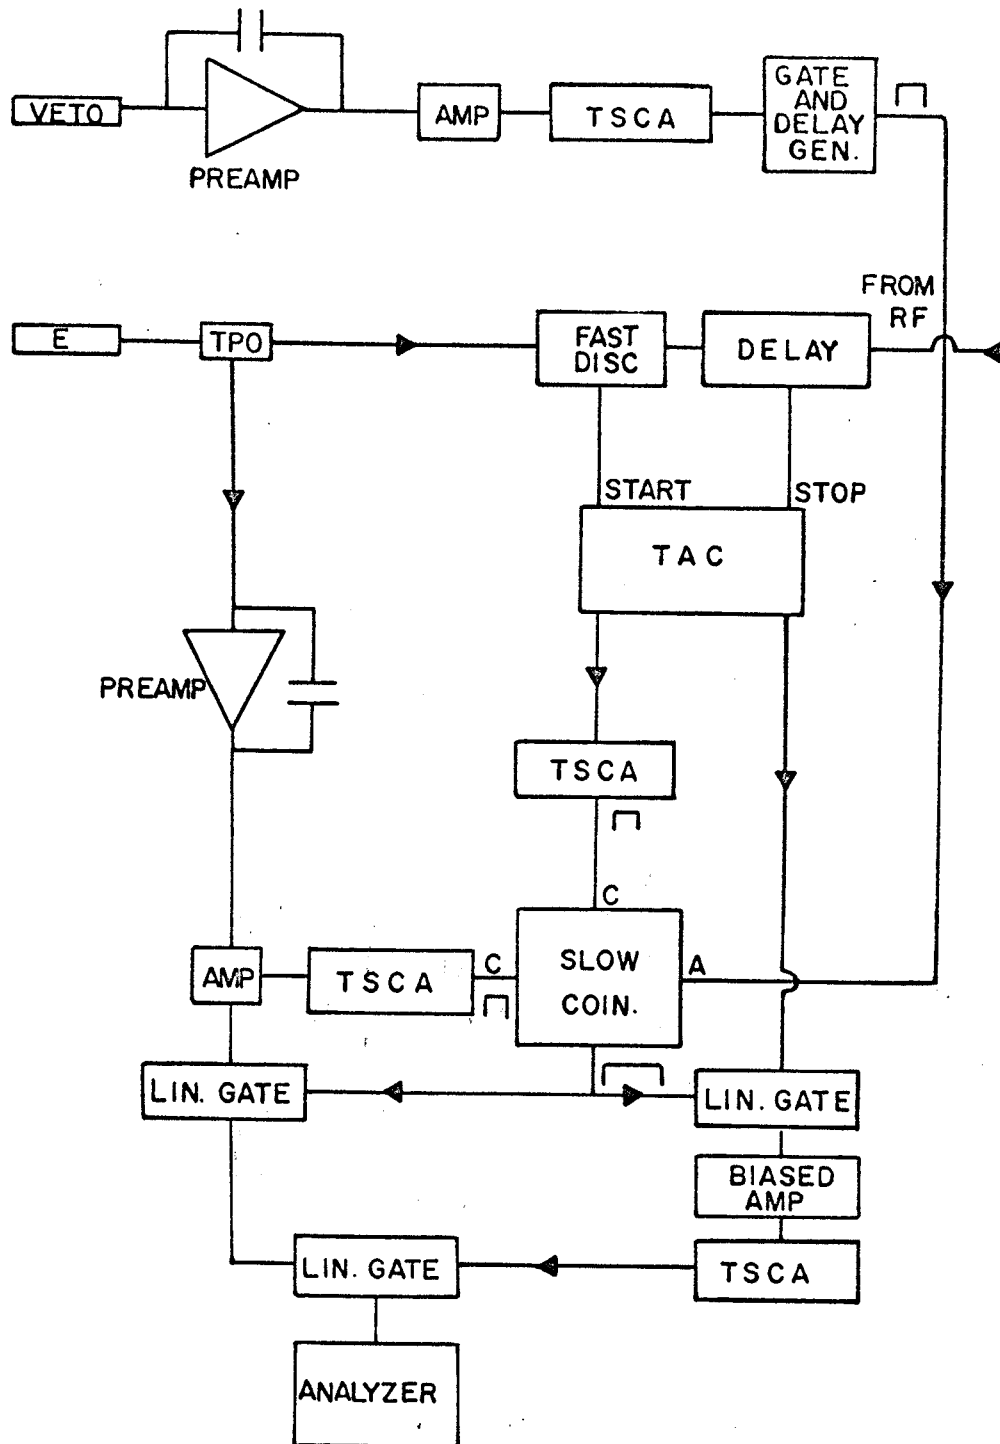 VETO
PREAMP
AMP
TSCA
GATE
AND
DELAY
GEN.
FROM
RF
E
TPO
FAST
DISC
DELAY
START
STOP
TAC
PREAMP
TSCA
C
AMP
TSCA
C
SLOW
COIN.
A
LIN. GATE
LIN. GATE
BIASED
AMP
LIN. GATE
TSCA
ANALYZER